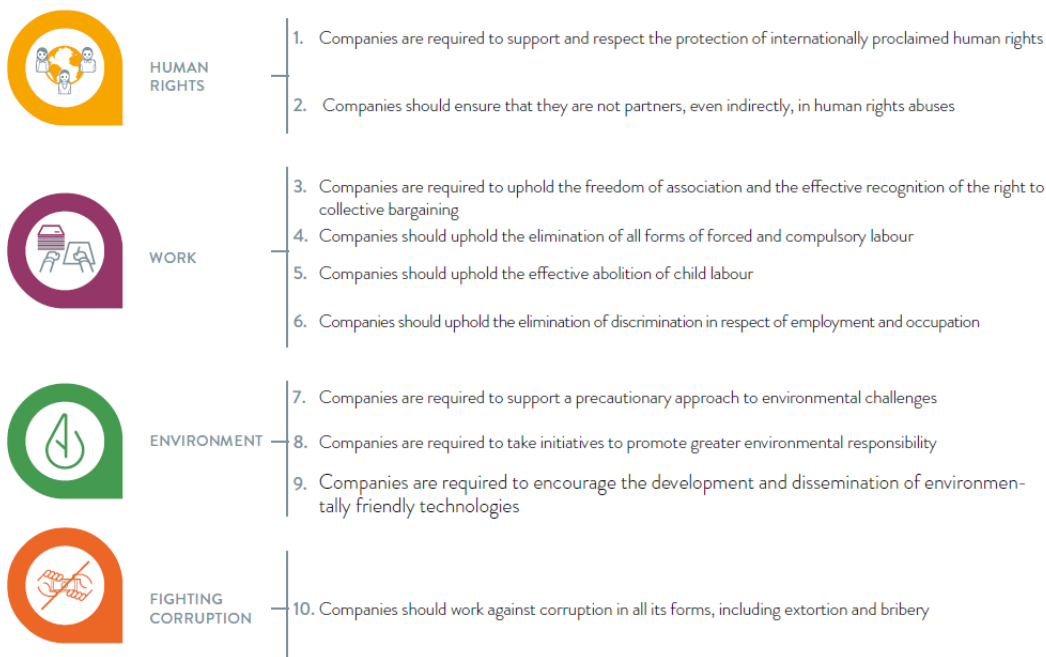 HUMAN
RIGHTS
1. Companies are required to support and respect the protection of internationally proclaimed human rights
2. Companies should ensure that they are not partners, even indirectly, in human rights abuses
WORK
3. Companies are required to uphold the freedom of association and the effective recognition of the right to
collective bargaining
4. Companies should uphold the elimination of all forms of forced and compulsory labour
5. Companies should uphold the effective abolition of child labour
6. Companies should uphold the elimination of discrimination in respect of employment and occupation
ENVIRONMENT
7. Companies are required to support a precautionary approach to environmental challenges
8. Companies are required to take initiatives to promote greater environmental responsibility
9. Companies are required to encourage the development and dissemination of environmen-
tally friendly technologies
FIGHTING
CORRUPTION
10. Companies should work against corruption in all its forms, including extortion and bribery